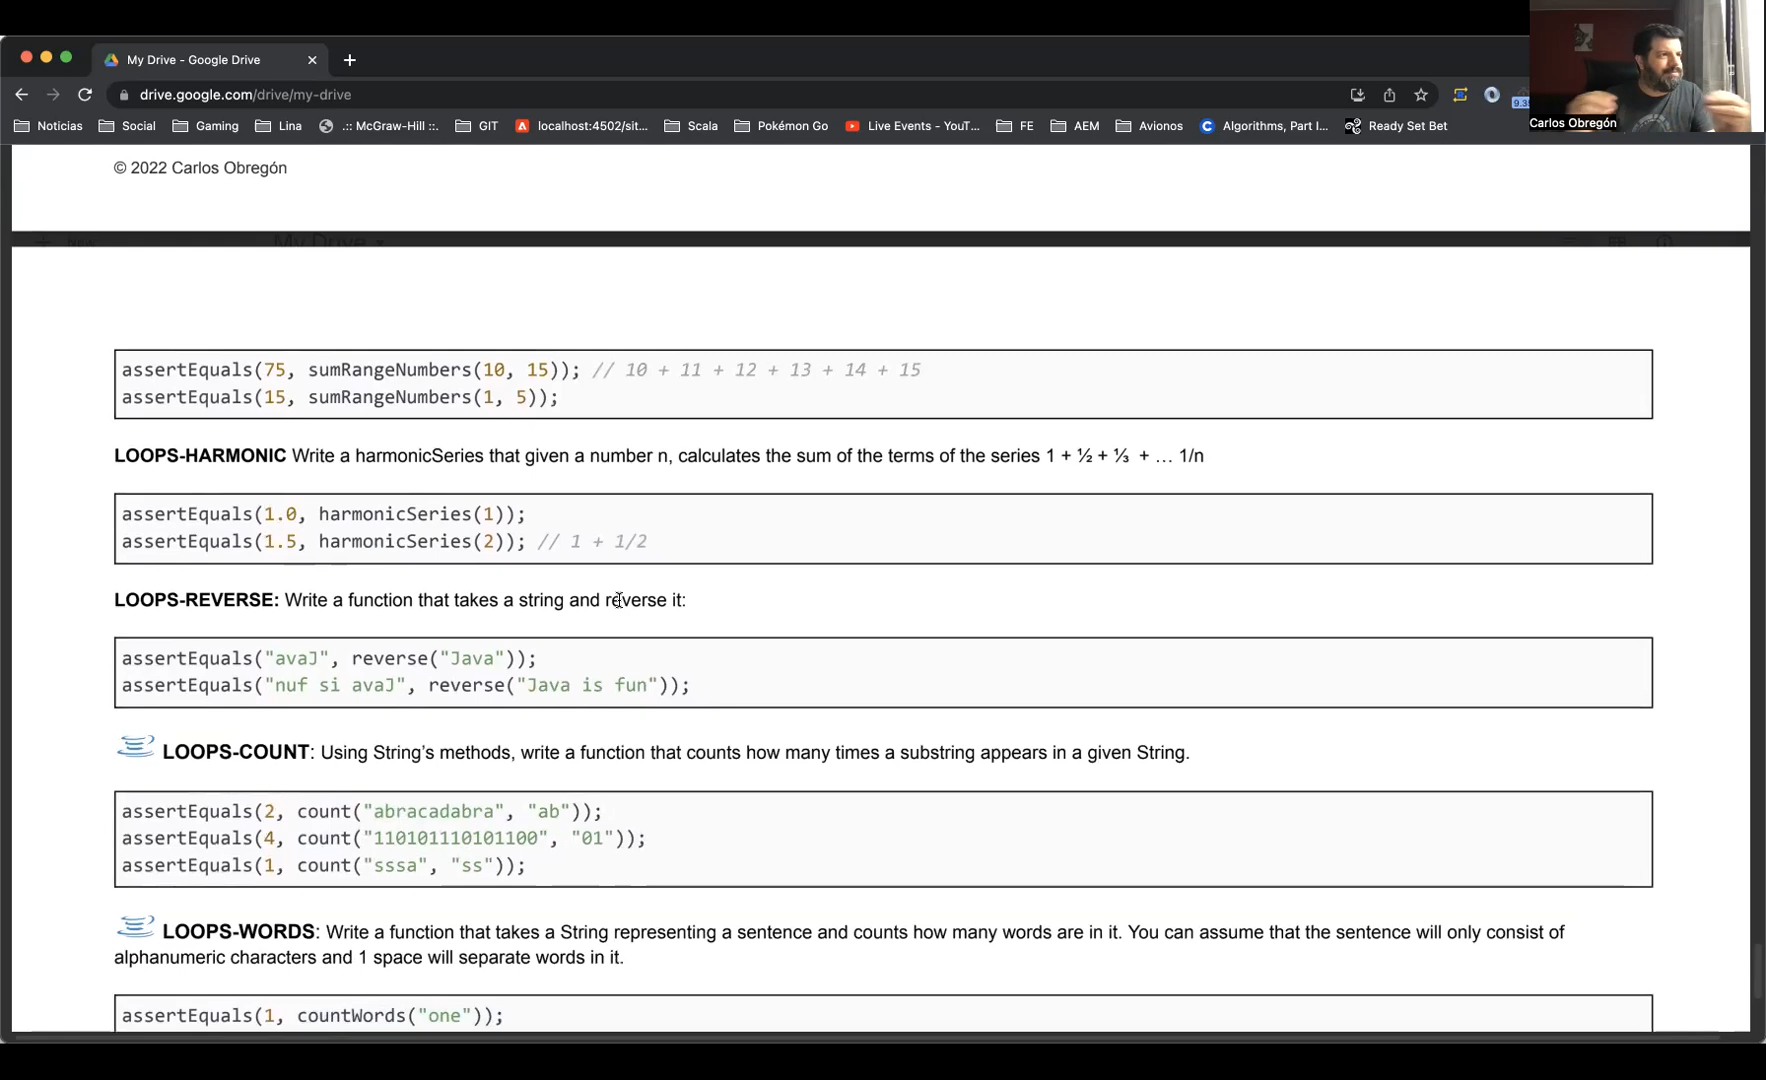 My Drive - Google Drive
drive.google.com/drive/my-drive
Noticias Social Gaming Lina .:: McGraw-Hill ::. GIT localhost:4502/sit... Scala Pokémon Go Live Events - YouT... FE AEM Avionos Algorithms, Part I... Ready Set Bet
Carlos Obregón
© 2022 Carlos Obregón
My Drive
assertEquals(75, sumRangeNumbers(10, 15)); // 10 + 11 + 12 + 13 + 14 + 15
assertEquals(15, sumRangeNumbers(1, 5));
LOOPS-HARMONIC Write a harmonicSeries that given a number n, calculates the sum of the terms of the series 1 + ½ + ⅓ + … 1/n
assertEquals(1.0, harmonicSeries(1));
assertEquals(1.5, harmonicSeries(2)); // 1 + 1/2
LOOPS-REVERSE: Write a function that takes a string and reverse it:
assertEquals("avaJ", reverse("Java"));
assertEquals("nuf si avaJ", reverse("Java is fun"));
LOOPS-COUNT: Using String’s methods, write a function that counts how many times a substring appears in a given String.
assertEquals(2, count("abracadabra", "ab"));
assertEquals(4, count("110101110101100", "01"));
assertEquals(1, count("sssa", "ss"));
LOOPS-WORDS: Write a function that takes a String representing a sentence and counts how many words are in it. You can assume that the sentence will only consist of
alphanumeric characters and 1 space will separate words in it.
assertEquals(1, countWords("one"));